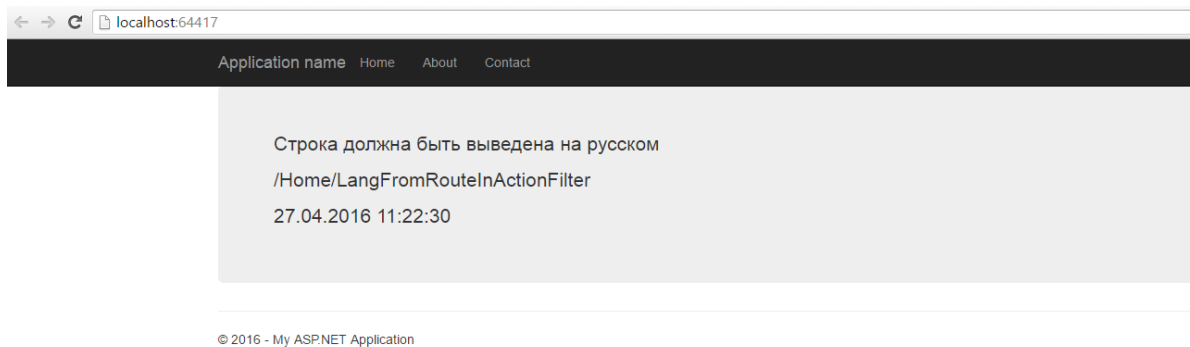 localhost:64417
Application name Home About Contact
Строка должна быть выведена на русском
/Home/LangFromRouteInActionFilter
27.04.2016 11:22:30
© 2016 - My ASP.NET Application